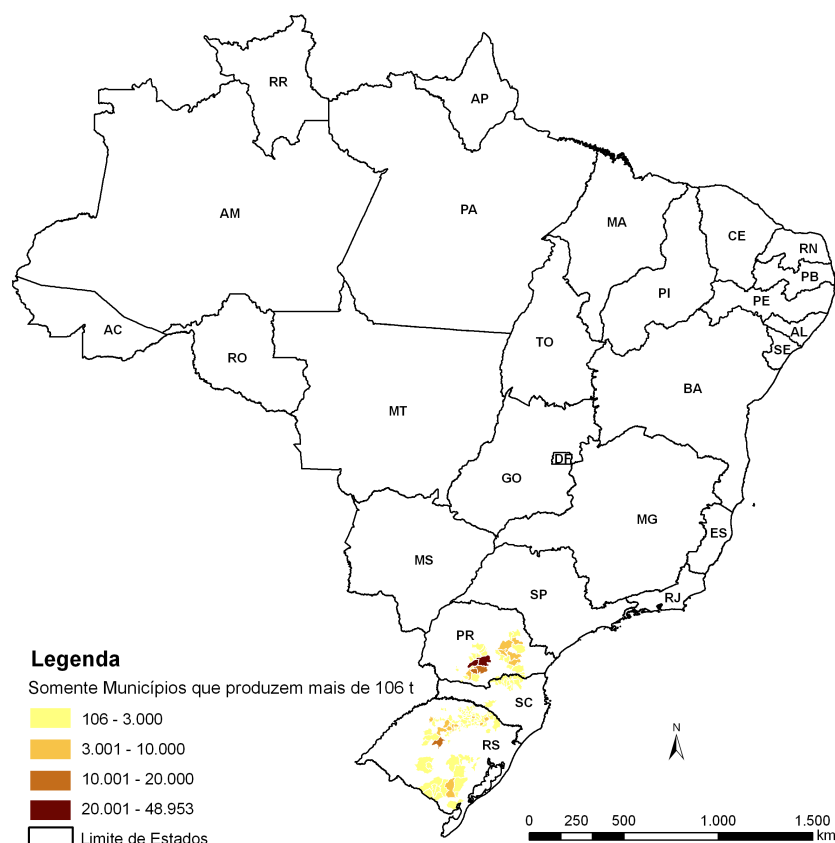 RR
AP
AM
PA
MA
CE
RN
PB
PI
PE
AC
AL
TO
SE
RO
BA
MT
DF
GO
MG
ES
MS
SP
RJ
PR
SC
RS
N
Legenda
Somente Municípios que produzem mais de 106 t
106 - 3.000
3.001 - 10.000
10.001 - 20.000
20.001 - 48.953
Limite de Estados
0 250 500 1.000 1.500
km